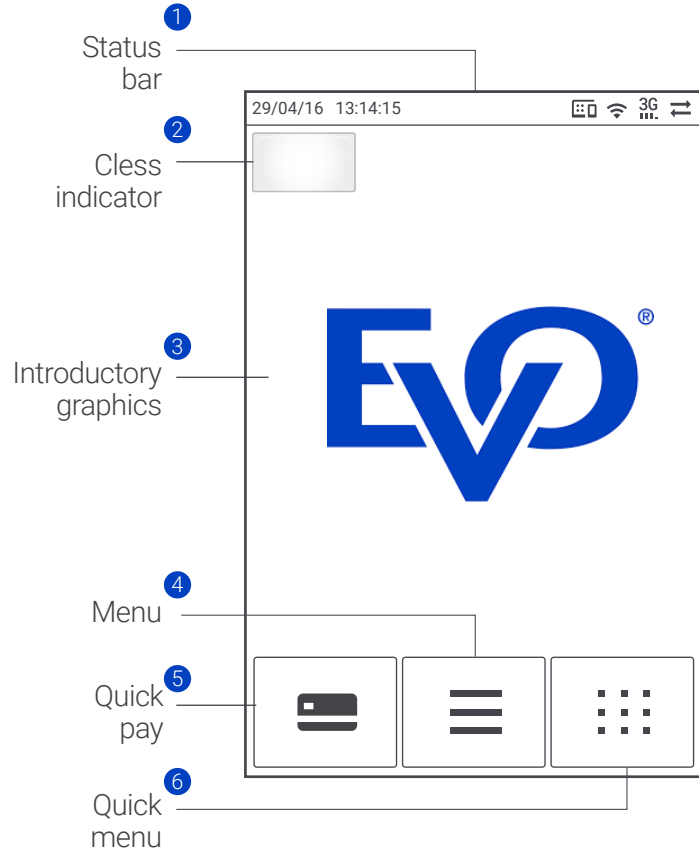 1
Status
bar
29/04/16 13:14:15
3G
2
Cless
indicator
3
Introductory
graphics
EVO®
4
Menu
5
Quick
pay
6
Quick
menu